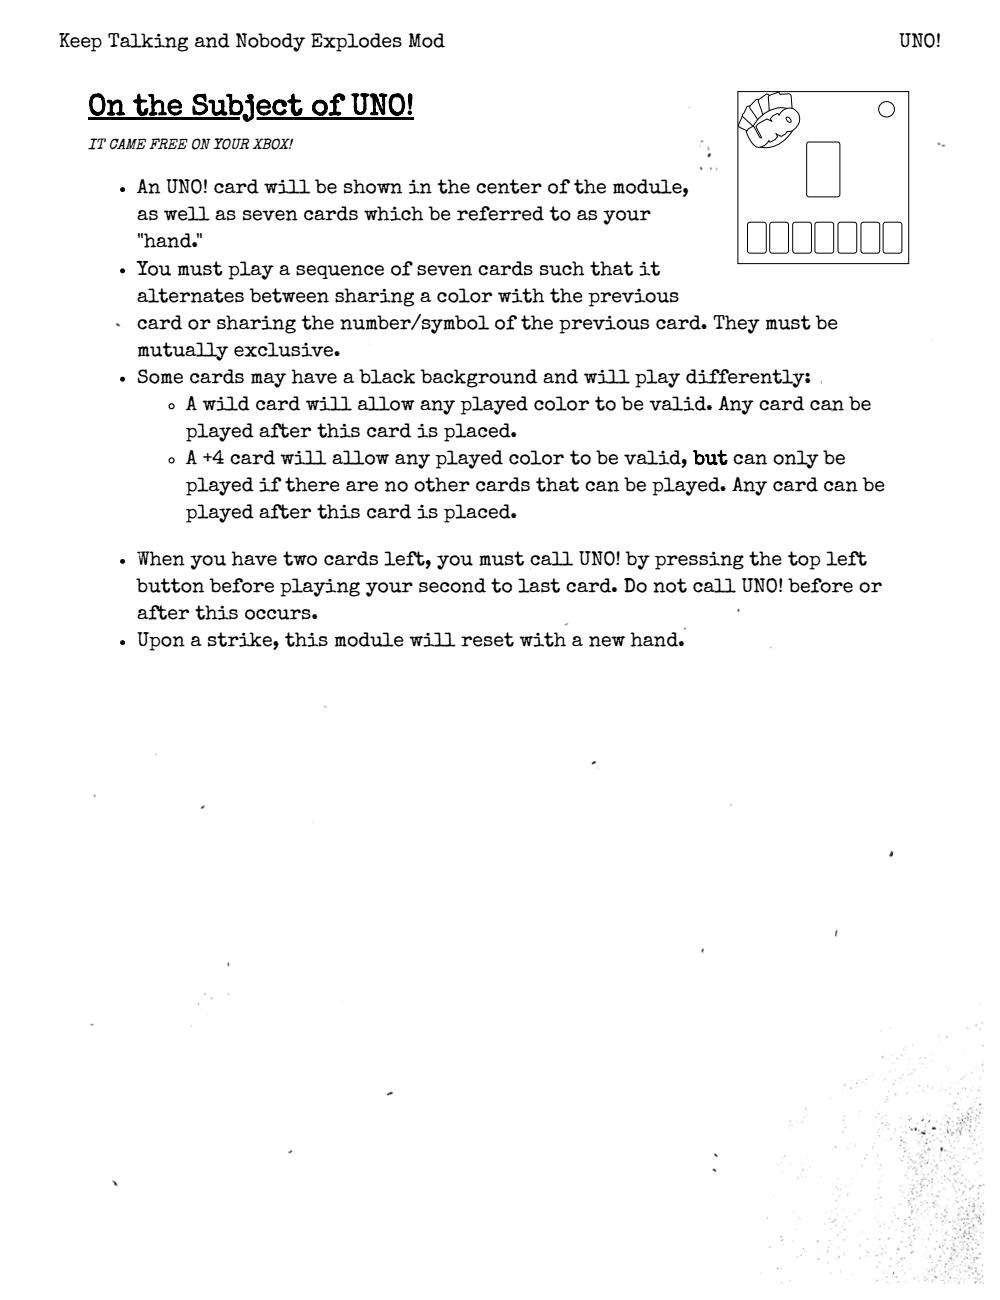 Keep Talking and Nobody Explodes Mod UNO!
On the Subject of UNO!
IT CAME FREE ON YOUR XBOX!
• An UNO! card will be shown in the center of the module,
as well as seven cards which be referred to as your
"hand."
• You must play a sequence of seven cards such that it
alternates between sharing a color with the previous
card or sharing the number/symbol of the previous card. They must be
mutually exclusive.
• Some cards may have a black background and will play differently:
◦ A wild card will allow any played color to be valid. Any card can be
played after this card is placed.
◦ A +4 card will allow any played color to be valid, but can only be
played if there are no other cards that can be played. Any card can be
played after this card is placed.
• When you have two cards left, you must call UNO! by pressing the top left
button before playing your second to last card. Do not call UNO! before or
after this occurs.
• Upon a strike, this module will reset with a new hand.
UNO